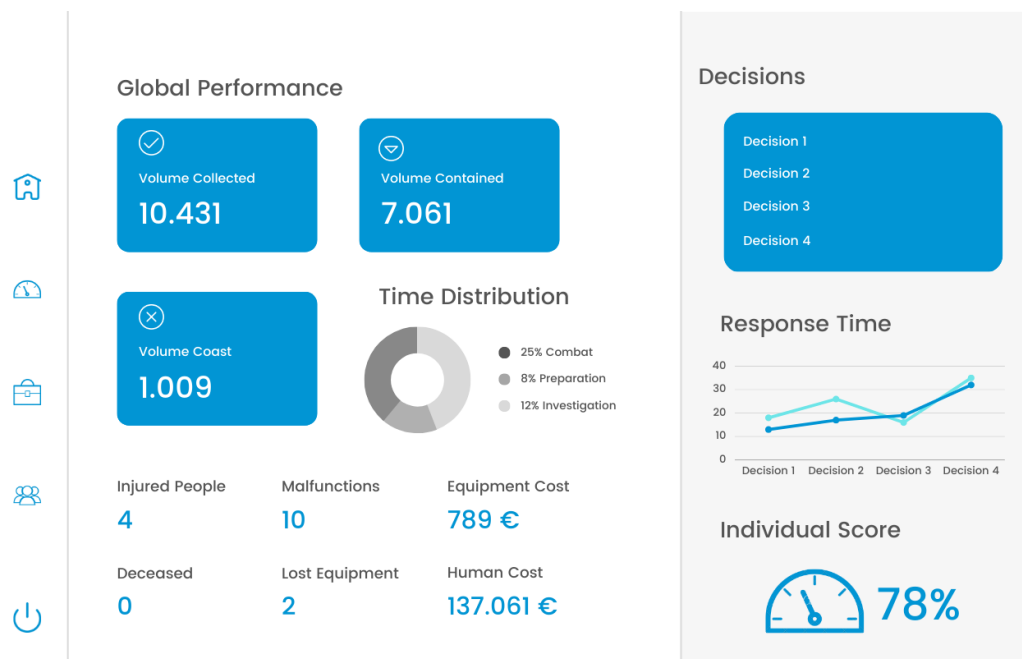 Global Performance
Volume Collected
10.431
Volume Contained
7.061
Volume Coast
1.009
Time Distribution
25% Combat
8% Preparation
12% Investigation
Injured People
4
Malfunctions
10
Equipment Cost
789 €
Deceased
0
Lost Equipment
2
Human Cost
137.061 €
Decisions
Decision 1
Decision 2
Decision 3
Decision 4
Response Time
40
30
20
10
0
Decision 1 Decision 2 Decision 3 Decision 4
Individual Score
78%